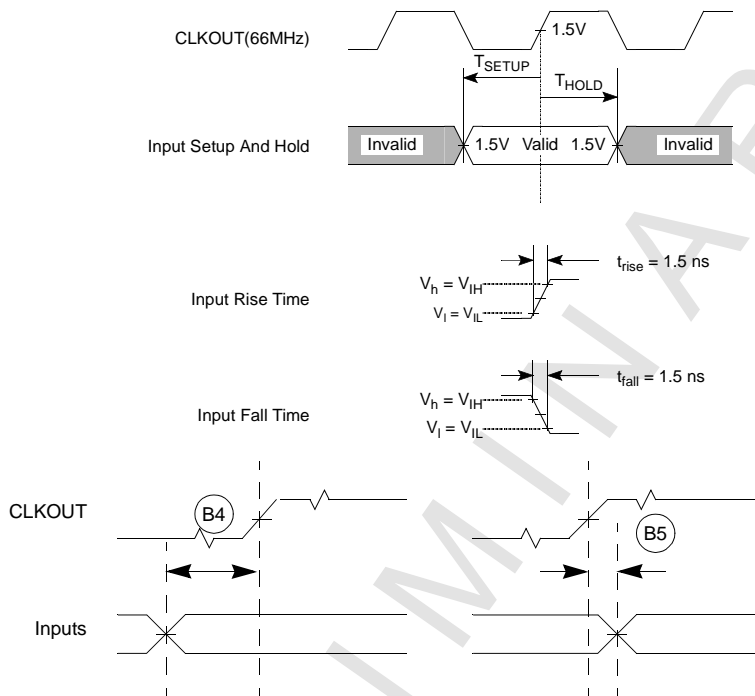 CLKOUT(66MHz)
1.5V
TSETUP
THOLD
Input Setup And Hold
Invalid
1.5V
Valid
1.5V
Invalid
trise = 1.5 ns
Input Rise Time
Vh = VIH
Vl = VIL
tfall = 1.5 ns
Input Fall Time
Vh = VIH
Vl = VIL
CLKOUT
B4
B5
Inputs